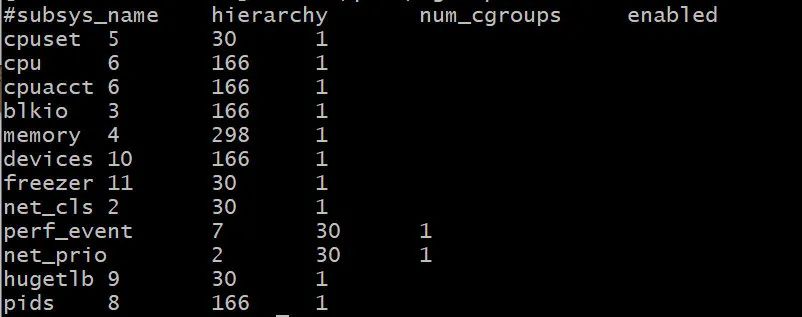 #subsys_name hierarchy num_cgroups enabled
cpuset 5 30 1
cpu 6 166 1
cpuacct 6 166 1
blkio 3 166 1
memory 4 298 1
devices 10 166 1
freezer 11 30 1
net_cls 2 30 1
perf_event 7 30 1
net_prio 2 30 1
hugetlb 9 30 1
pids 8 166 1